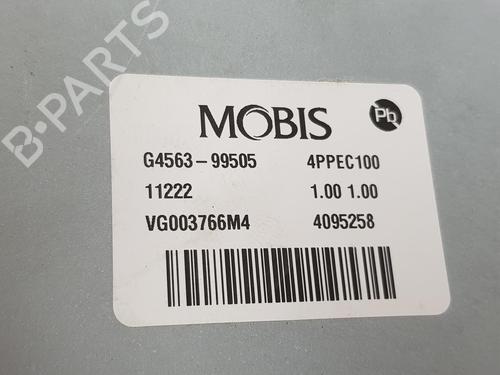 B-PARTS
MOBIS
Pb
G4563-99505 4PPEC100
11222 1.00 1.00
VG003766M4 4095258